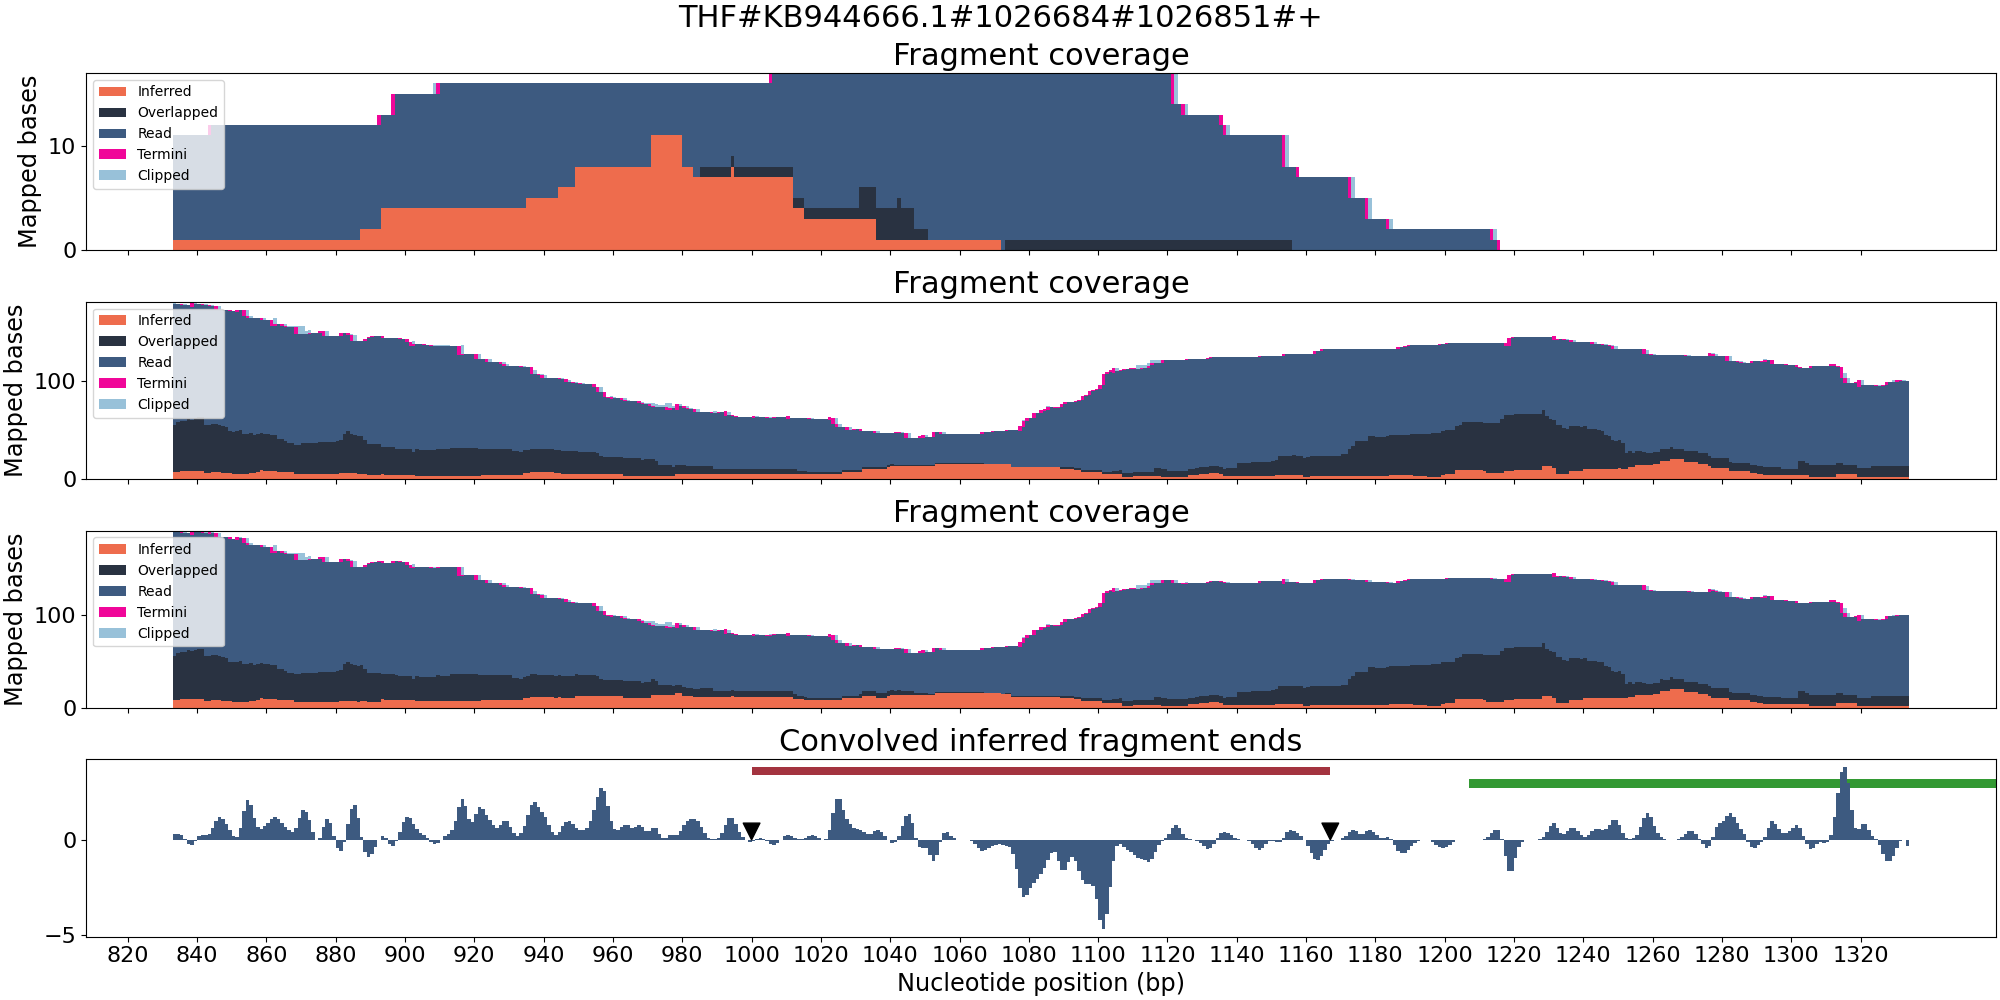 THF#KB944666.1#1026684#1026851#+
Fragment coverage
Mapped bases
10
0
Inferred
Overlapped
Read
Termini
Clipped
Fragment coverage
Mapped bases
100
0
Inferred
Overlapped
Read
Termini
Clipped
Fragment coverage
Mapped bases
100
0
Inferred
Overlapped
Read
Termini
Clipped
Convolved inferred fragment ends
0
−5
820 840 860 880 900 920 940 960 980 1000 1020 1040 1060 1080 1100 1120 1140 1160 1180 1200 1220 1240 1260 1280 1300 1320
Nucleotide position (bp)